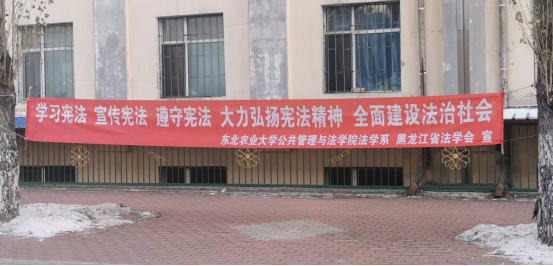 学习宪法 宣传宪法 遵守宪法 大力弘扬宪法精神 全面建设法治社会
东北农业大学公共管理与法学院法学系 黑龙江省法学会 宣